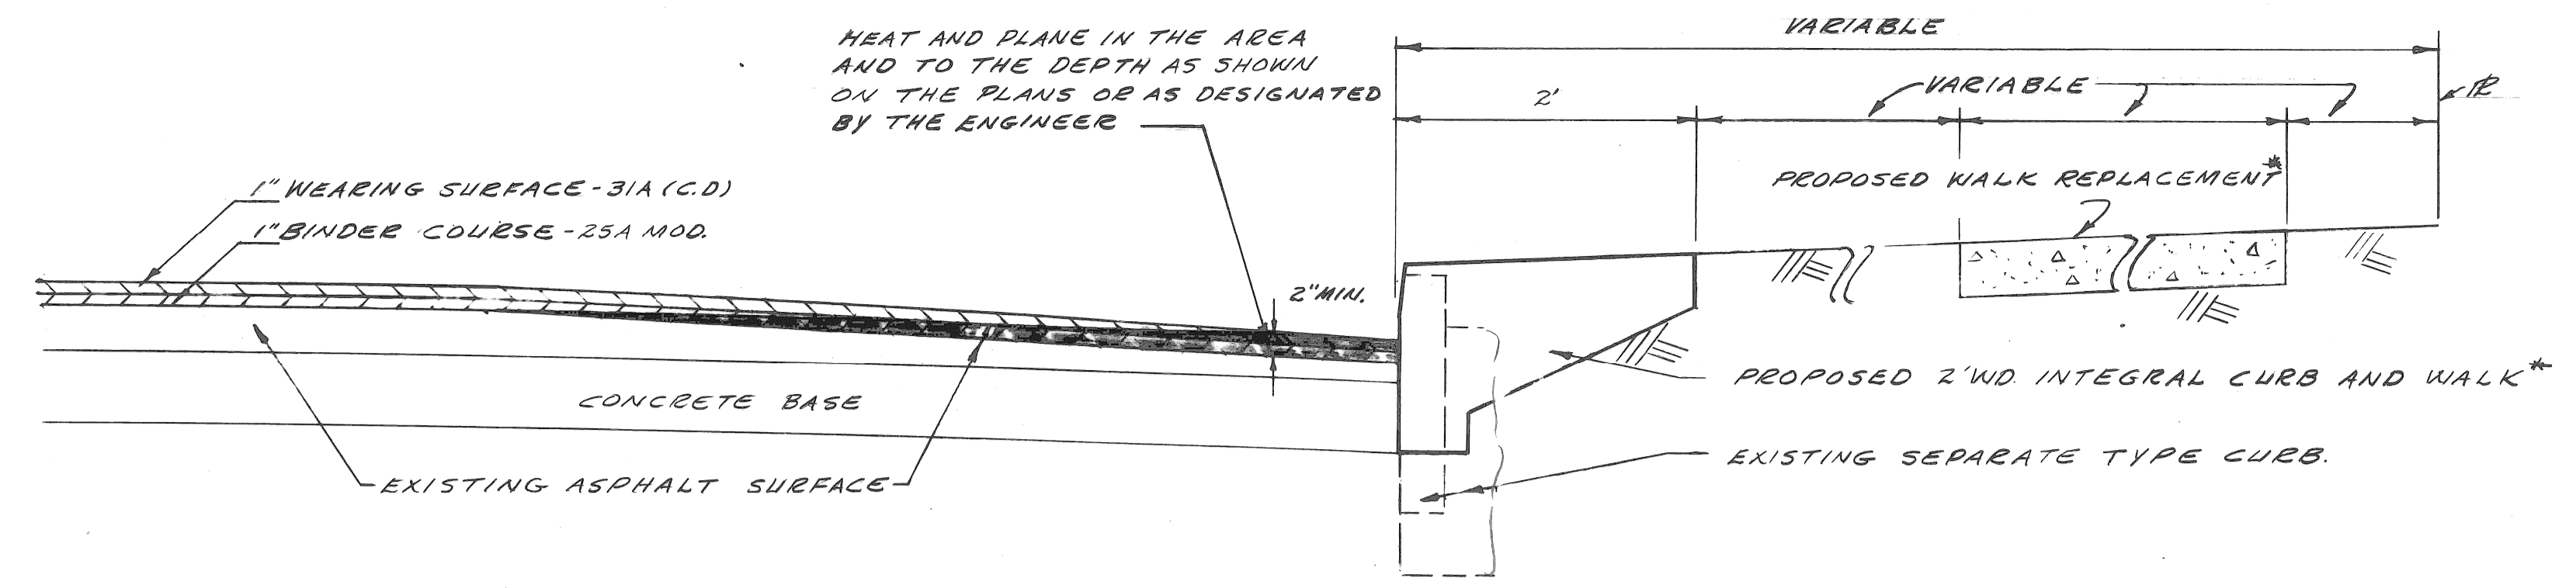 VARIABLE
HEAT AND PLANE IN THE AREA
AND TO THE DEPTH AS SHOWN
ON THE PLANS OR AS DESIGNATED
BY THE ENGINEER
2'
VARIABLE
PROPOSED WALK REPLACEMENT*
1" WEARING SURFACE-31A (C.D)
1" BINDER COURSE-25A MOD.
2" MIN.
PROPOSED 2'WD. INTEGRAL CURB AND WALK*
CONCRETE BASE
EXISTING SEPARATE TYPE CURB.
EXISTING ASPHALT SURFACE